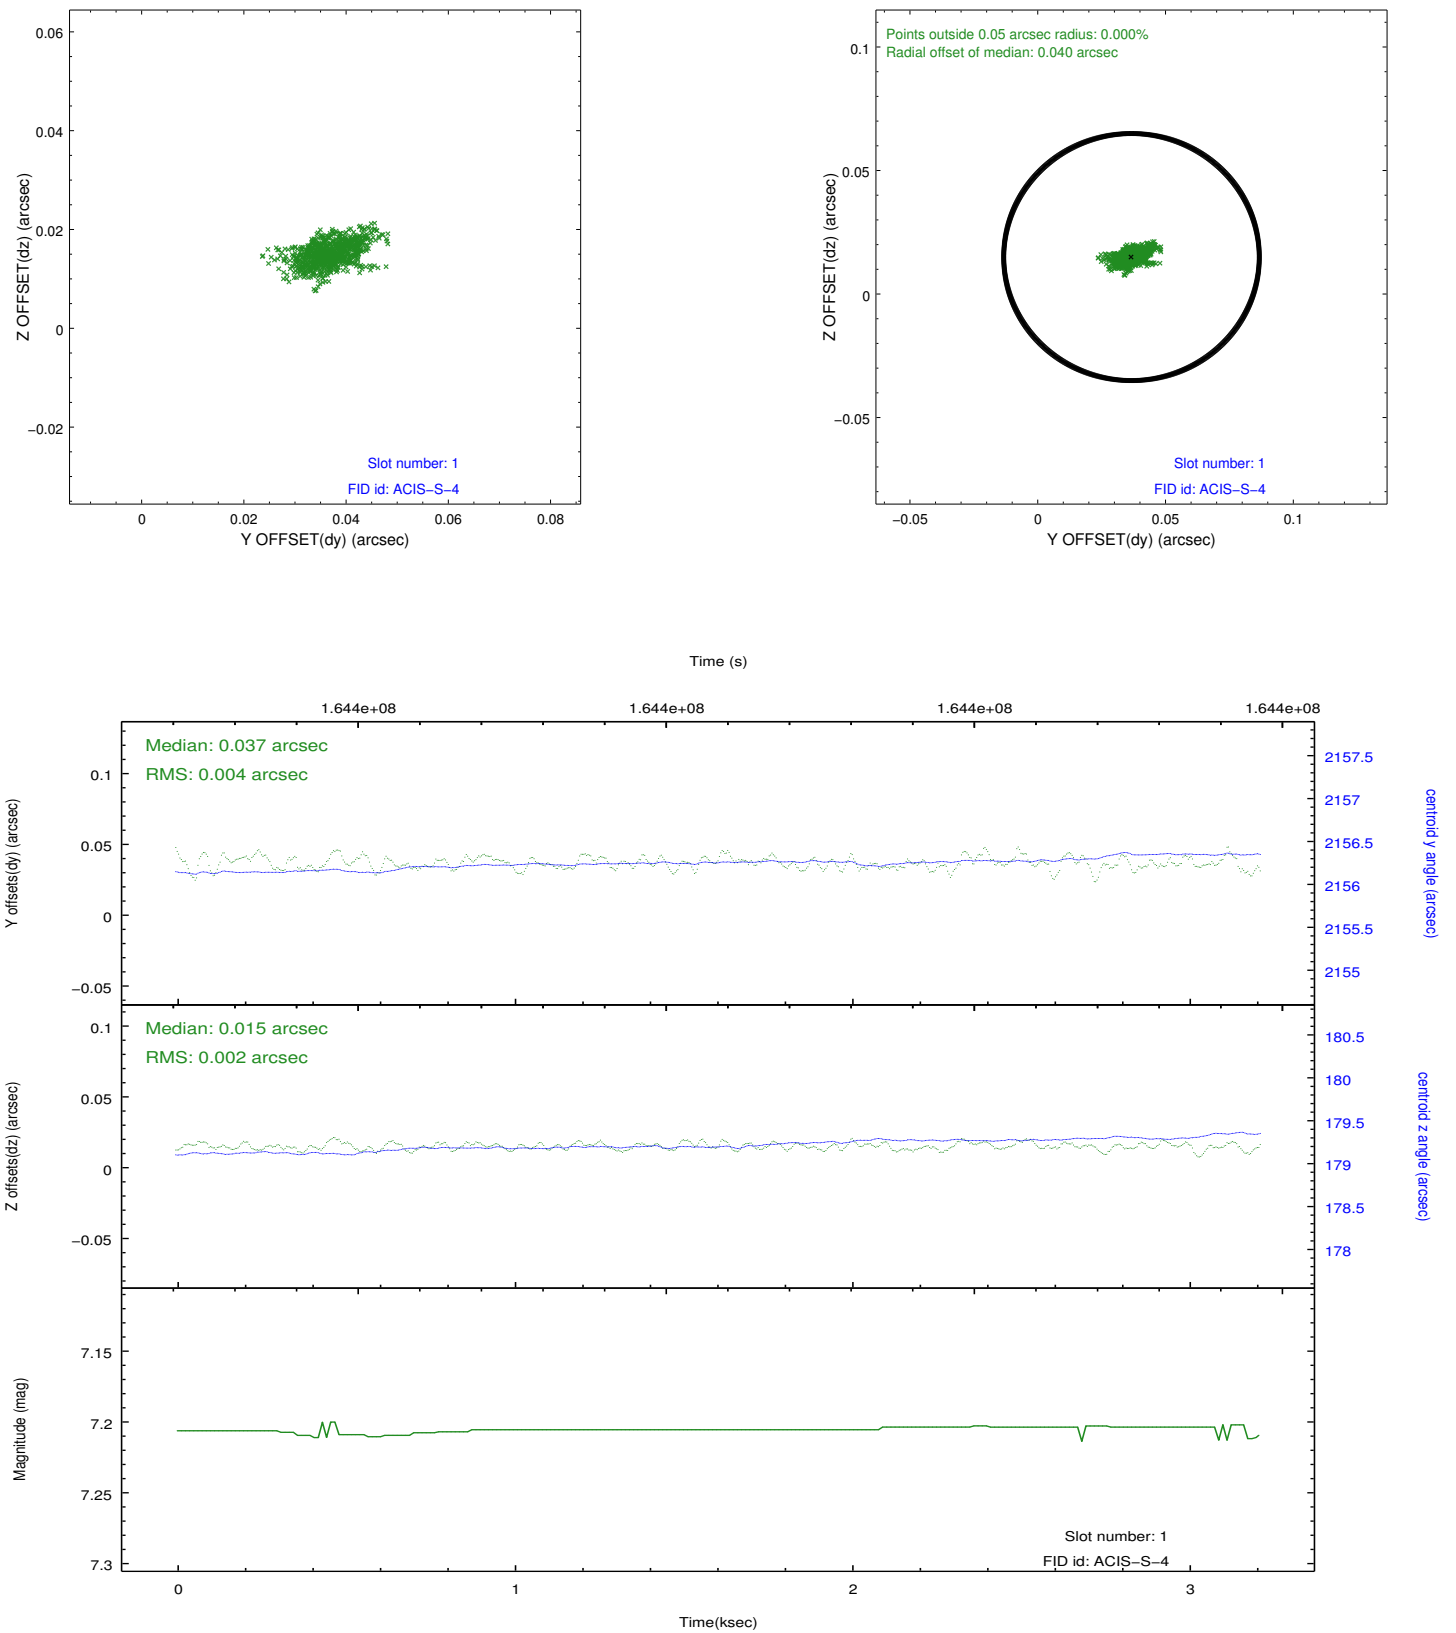 0.06
0.04
0.02
0
−0.02
Z OFFSET(dz) (arcsec)
Slot number: 1
FID id: ACIS−S−4
0
0.02
0.04
0.06
0.08
Y OFFSET(dy) (arcsec)
Points outside 0.05 arcsec radius: 0.000%
Radial offset of median: 0.040 arcsec
0.1
0.05
0
−0.05
Z OFFSET(dz) (arcsec)
Slot number: 1
FID id: ACIS−S−4
−0.05
0
0.05
0.1
Y OFFSET(dy) (arcsec)
Time (s)
1.644e+08
1.644e+08
1.644e+08
1.644e+08
Median: 0.037 arcsec
RMS: 0.004 arcsec
0.1
0.05
0
−0.05
Y offsets(dy) (arcsec)
2157.5
2157
2156.5
2156
2155.5
2155
centroid y angle (arcsec)
Median: 0.015 arcsec
RMS: 0.002 arcsec
0.1
0.05
0
−0.05
Z offsets(dz) (arcsec)
180.5
180
179.5
179
178.5
178
centroid z angle (arcsec)
7.15
7.2
7.25
7.3
Magnitude (mag)
Slot number: 1
FID id: ACIS−S−4
0
1
2
3
Time(ksec)